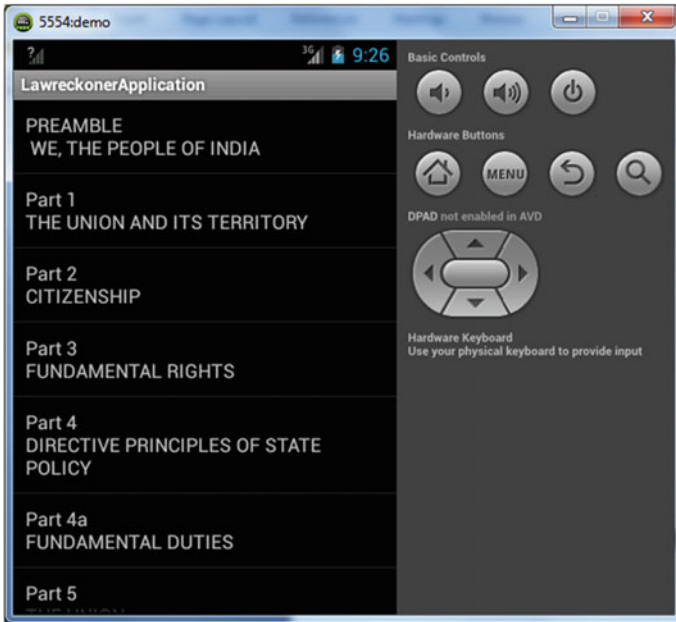 5554:demo
3G 9:26
LawreckonerApplication
PREAMBLE
WE, THE PEOPLE OF INDIA
Part 1
THE UNION AND ITS TERRITORY
Part 2
CITIZENSHIP
Part 3
FUNDAMENTAL RIGHTS
Part 4
DIRECTIVE PRINCIPLES OF STATE
POLICY
Part 4a
FUNDAMENTAL DUTIES
Part 5
THE UNION
Basic Controls
Hardware Buttons
MENU
DPAD not enabled in AVD
Hardware Keyboard
Use your physical keyboard to provide input